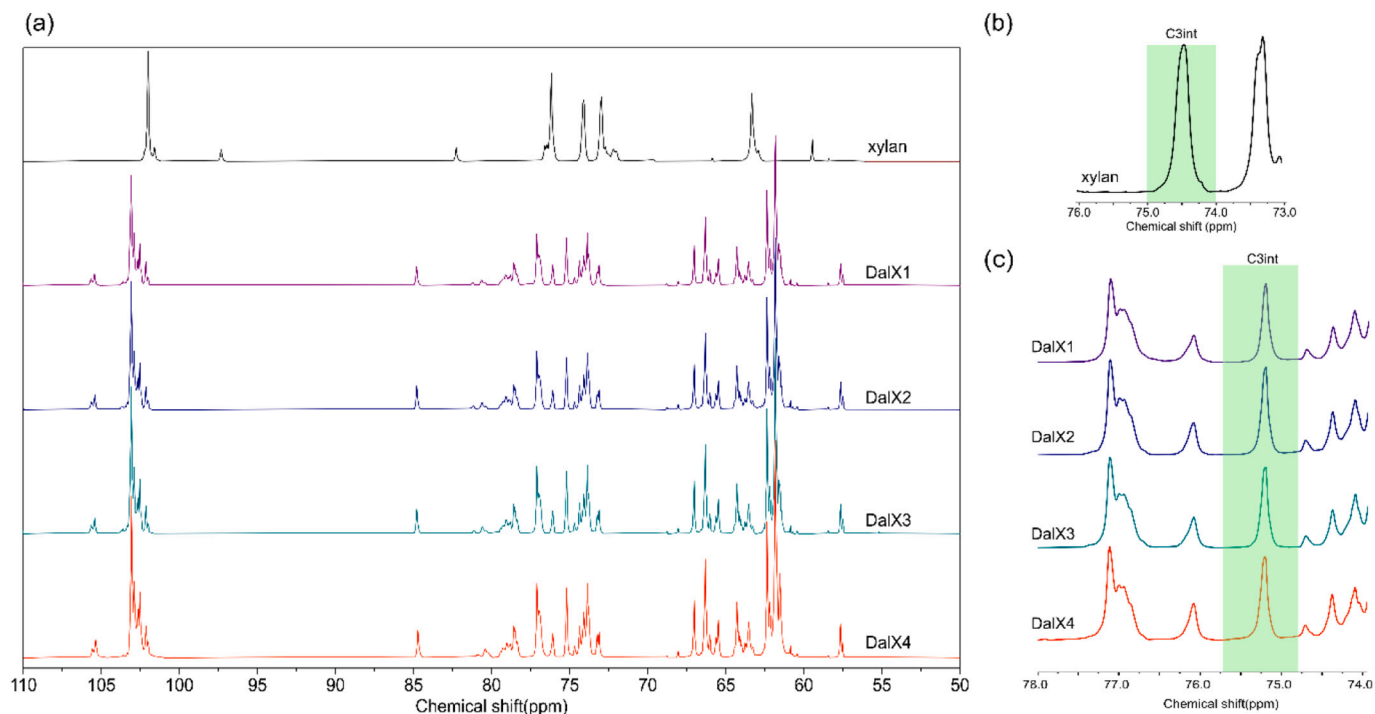 (a)
xylan
DalX1
DalX2
DalX3
DalX4
110 105 100 95 90 85 80 75 70 65 60 55 50
Chemical shift(ppm)
(b)
C3int
xylan
76.0 75.0 74.0 73.0
Chemical shift (ppm)
(c)
C3int
DalX1
DalX2
DalX3
DalX4
78.0 77.0 76.0 75.0 74.0
Chemical shift(ppm)